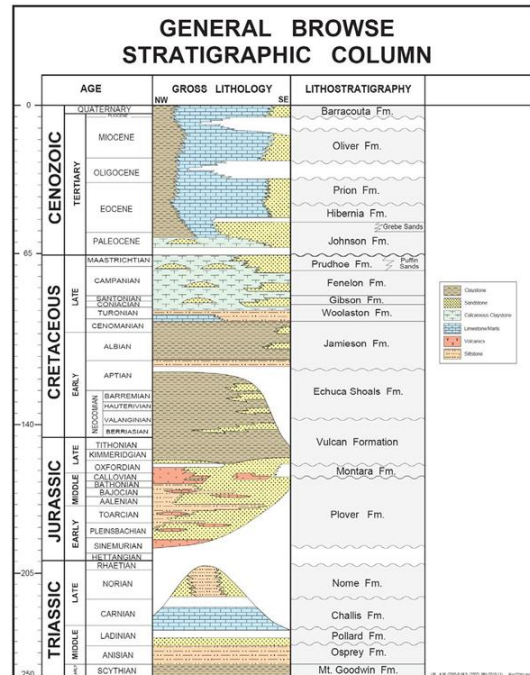 GENERAL BROWSE
STRATIGRAPHIC COLUMN
AGE
GROSS LITHOLOGY
NW
SE
LITHOSTRATIGRAPHY
0
65
140
205
250
CENOZOIC
CRETACEOUS
JURASSIC
TRIASSIC
TERTIARY
LATE
EARLY
NEOCOMIAN
LATE
MIDDLE
EARLY
LATE
MIDDLE
QUATERNARY
MIOCENE
OLIGOCENE
EOCENE
PALEOCENE
MAASTRICHTIAN
CAMPANIAN
SANTONIAN
CONIACIAN
TURONIAN
CENOMANIAN
ALBIAN
APTIAN
BARREMIAN
HAUTERIVIAN
VALANGINIAN
BERRIASIAN
TITHONIAN
KIMMERIDGIAN
OXFORDIAN
CALLOVIAN
BATHONIAN
BAJOCIAN
AALENIAN
TOARCIAN
PLEINSBACHIAN
SINEMURIAN
HETTANGIAN
RHAETIAN
NORIAN
CARNIAN
LADINIAN
ANISIAN
SCYTHIAN
Barracouta Fm.
Oliver Fm.
Prion Fm.
Hibernia Fm.
Grebe Sands
Johnson Fm.
Prudhoe Fm.
Puffin
Sands
Fenelon Fm.
Gibson Fm.
Woolaston Fm.
Jamieson Fm.
Echuca Shoals Fm.
Vulcan Formation
Montara Fm.
Plover Fm.
Nome Fm.
Challis Fm.
Pollard Fm.
Osprey Fm.
Mt. Goodwin Fm.
Claystone
Sandstone
Calcareous Claystone
Limestone/Marls
Volcanics
Siltstone